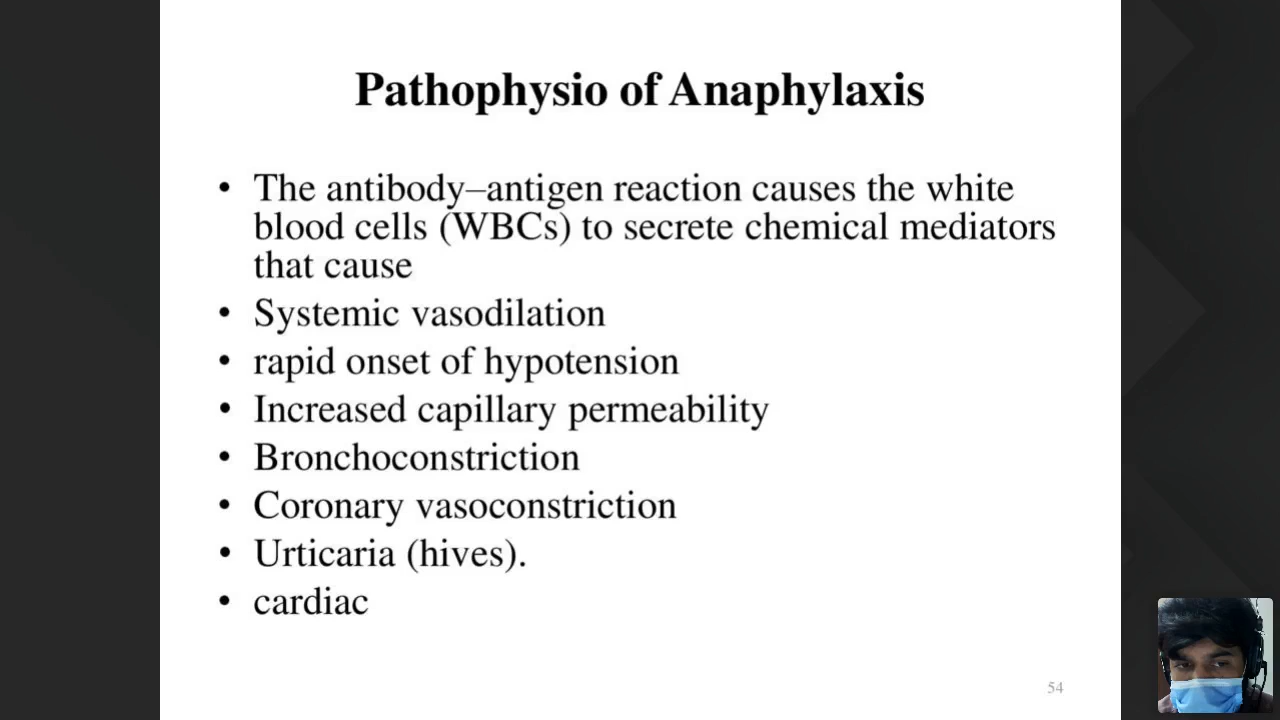 Pathophysio of Anaphylaxis
• The antibody–antigen reaction causes the white
blood cells (WBCs) to secrete chemical mediators
that cause
• Systemic vasodilation
• rapid onset of hypotension
• Increased capillary permeability
• Bronchoconstriction
• Coronary vasoconstriction
• Urticaria (hives).
• cardiac
54